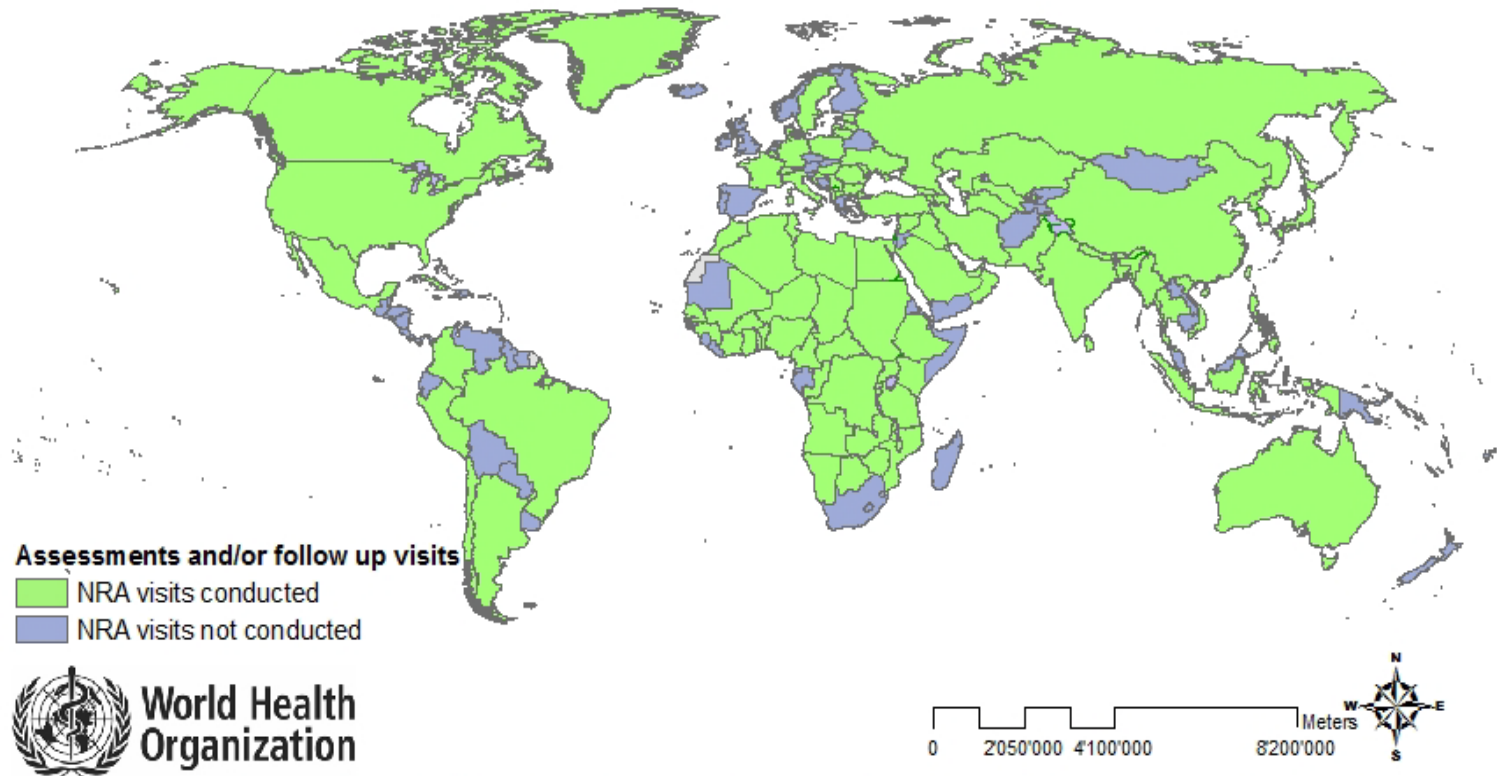 Assessments and/or follow up visits
NRA visits conducted
NRA visits not conducted
World Health
Organization
N
W
E
S
Meters
0
2'050'000
4'100'000
8'200'000